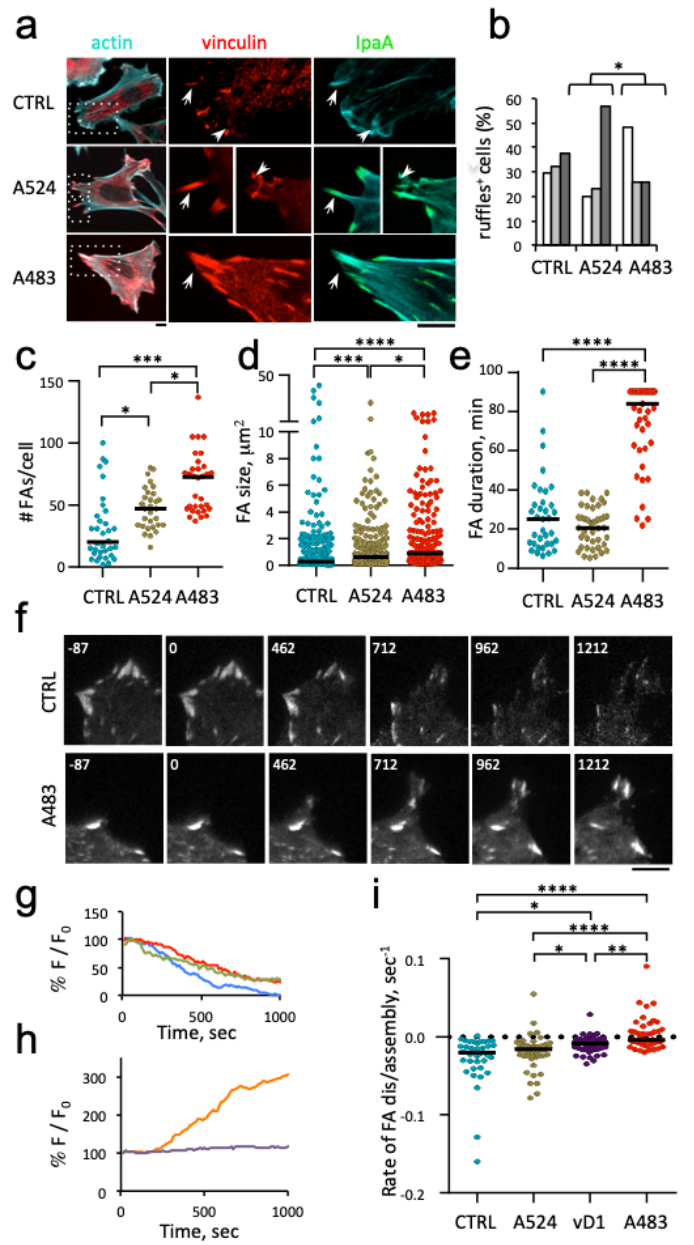 a
actin vinculin IpaA
CTRL
A524
A483
b
*
ruffles+ cells (%)
60
50
40
30
20
10
0
CTRL A524 A483
c
***
*
*
#FAs/cell
150
100
50
0
CTRL A524 A483
d
****
*** *
FA size, μm²
50
12
10
8
6
4
2
0
CTRL A524 A483
e
****
****
FA duration, min
100
80
60
40
20
0
CTRL A524 A483
f
CTRL
-87 0 462 712 962 1212
A483
-87 0 462 712 962 1212
g
% F / F₀
150
100
50
0
0 500 1000
Time, sec
h
% F / F₀
300
200
100
0
0 500 1000
Time, sec
i
****
*
****
* **
Rate of FA dis/assembly, sec⁻¹
0.1
0.0
-0.1
-0.2
CTRL A524 vD1 A483